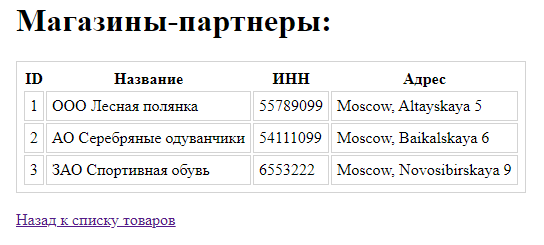 Магазины-партнеры:
ID Название ИНН Адрес
1 ООО Лесная полянка 55789099 Moscow, Altayskaya 5
2 АО Серебряные одуванчики 54111099 Moscow, Baikalskaya 6
3 ЗАО Спортивная обувь 6553222 Moscow, Novosibirskaya 9
Назад к списку товаров